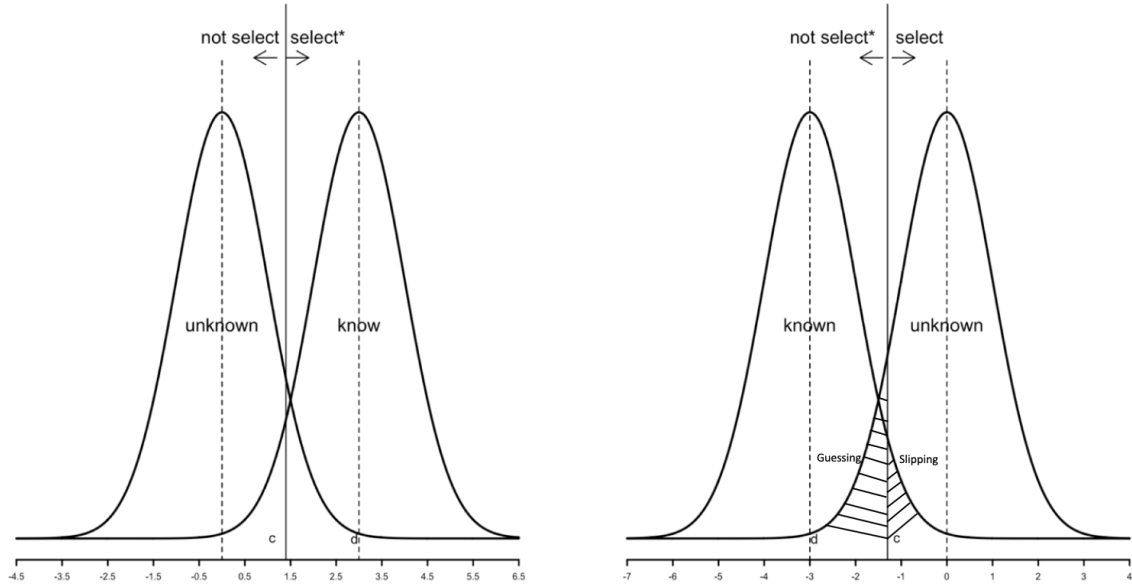 not select select*
unknown know
c d
-4.5 -3.5 -2.5 -1.5 -0.5 0.5 1.5 2.5 3.5 4.5 5.5 6.5
not select* select
known unknown
Guessing Slipping
d c
-7 -6 -5 -4 -3 -2 -1 0 1 2 3 4